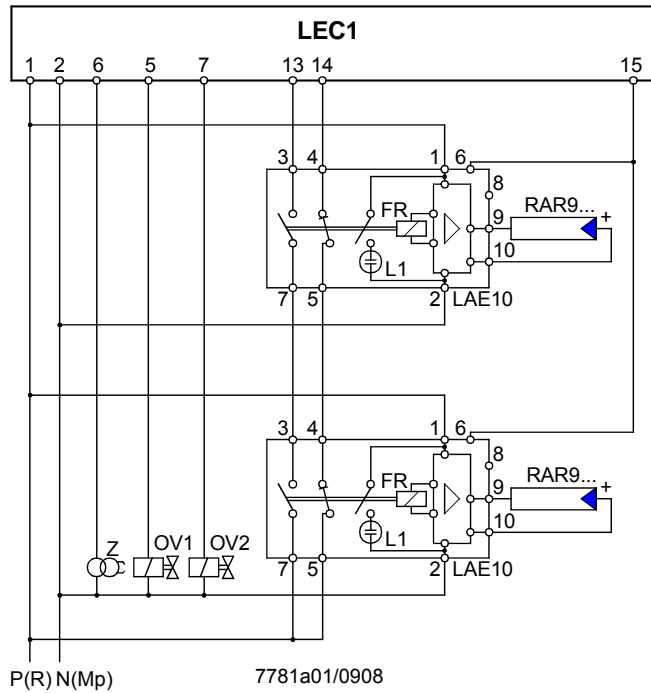 LEC1
1 2 6 5 7 13 14 15
3 4 1 6
8
FR 9 RAR9... +
10
L1
7 5 2 LAE10
3 4 1 6
8
FR 9 RAR9... +
10
L1
Z OV1 OV2
7 5 2 LAE10
P(R) N(Mp) 7781a01/0908